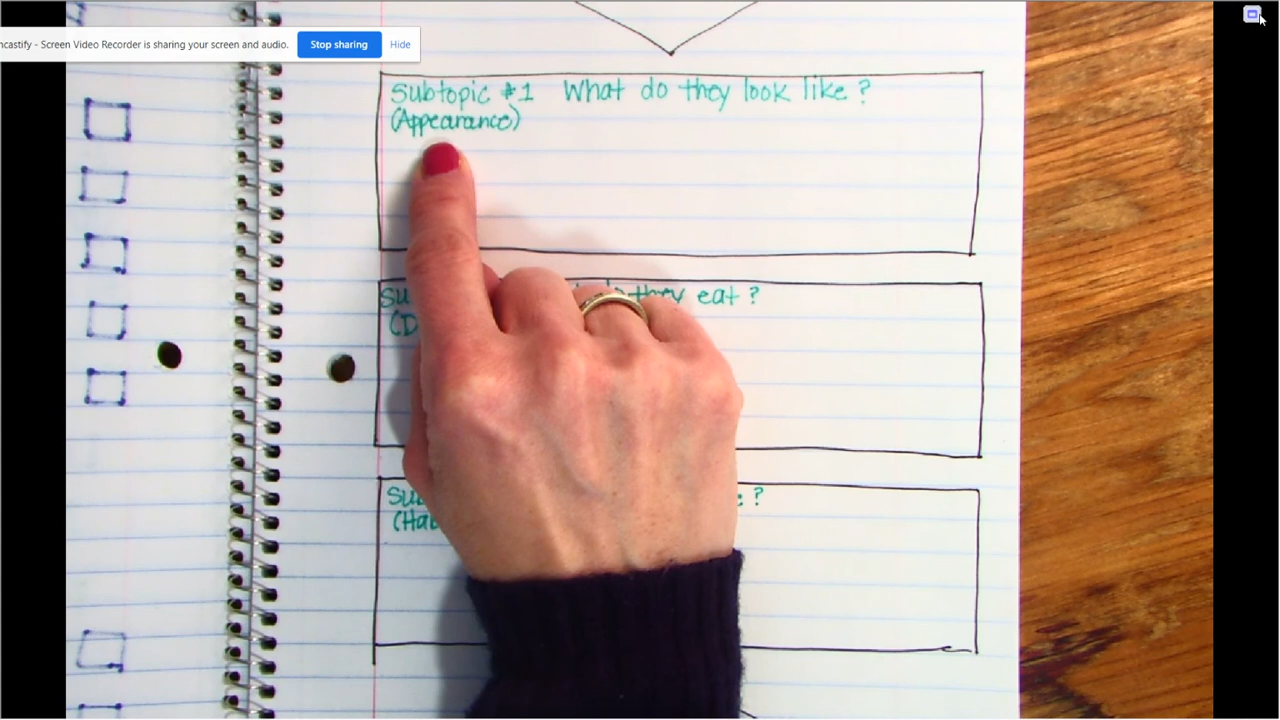 ncastify - Screen Video Recorder is sharing your screen and audio. Stop sharing Hide
Subtopic #1 What do they look like ?
(Appearance)
they eat ?
?